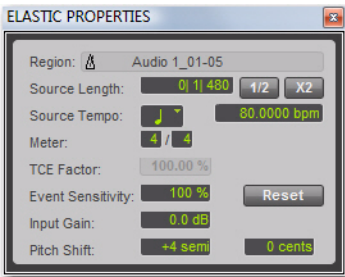 ELASTIC PROPERTIES
Region: Audio 1_01-05
Source Length: 0| 1| 480 1/2 X2
Source Tempo: 80.0000 bpm
Meter: 4 / 4
TCE Factor: 100.00 %
Event Sensitivity: 100 % Reset
Input Gain: 0.0 dB
Pitch Shift: +4 semi 0 cents